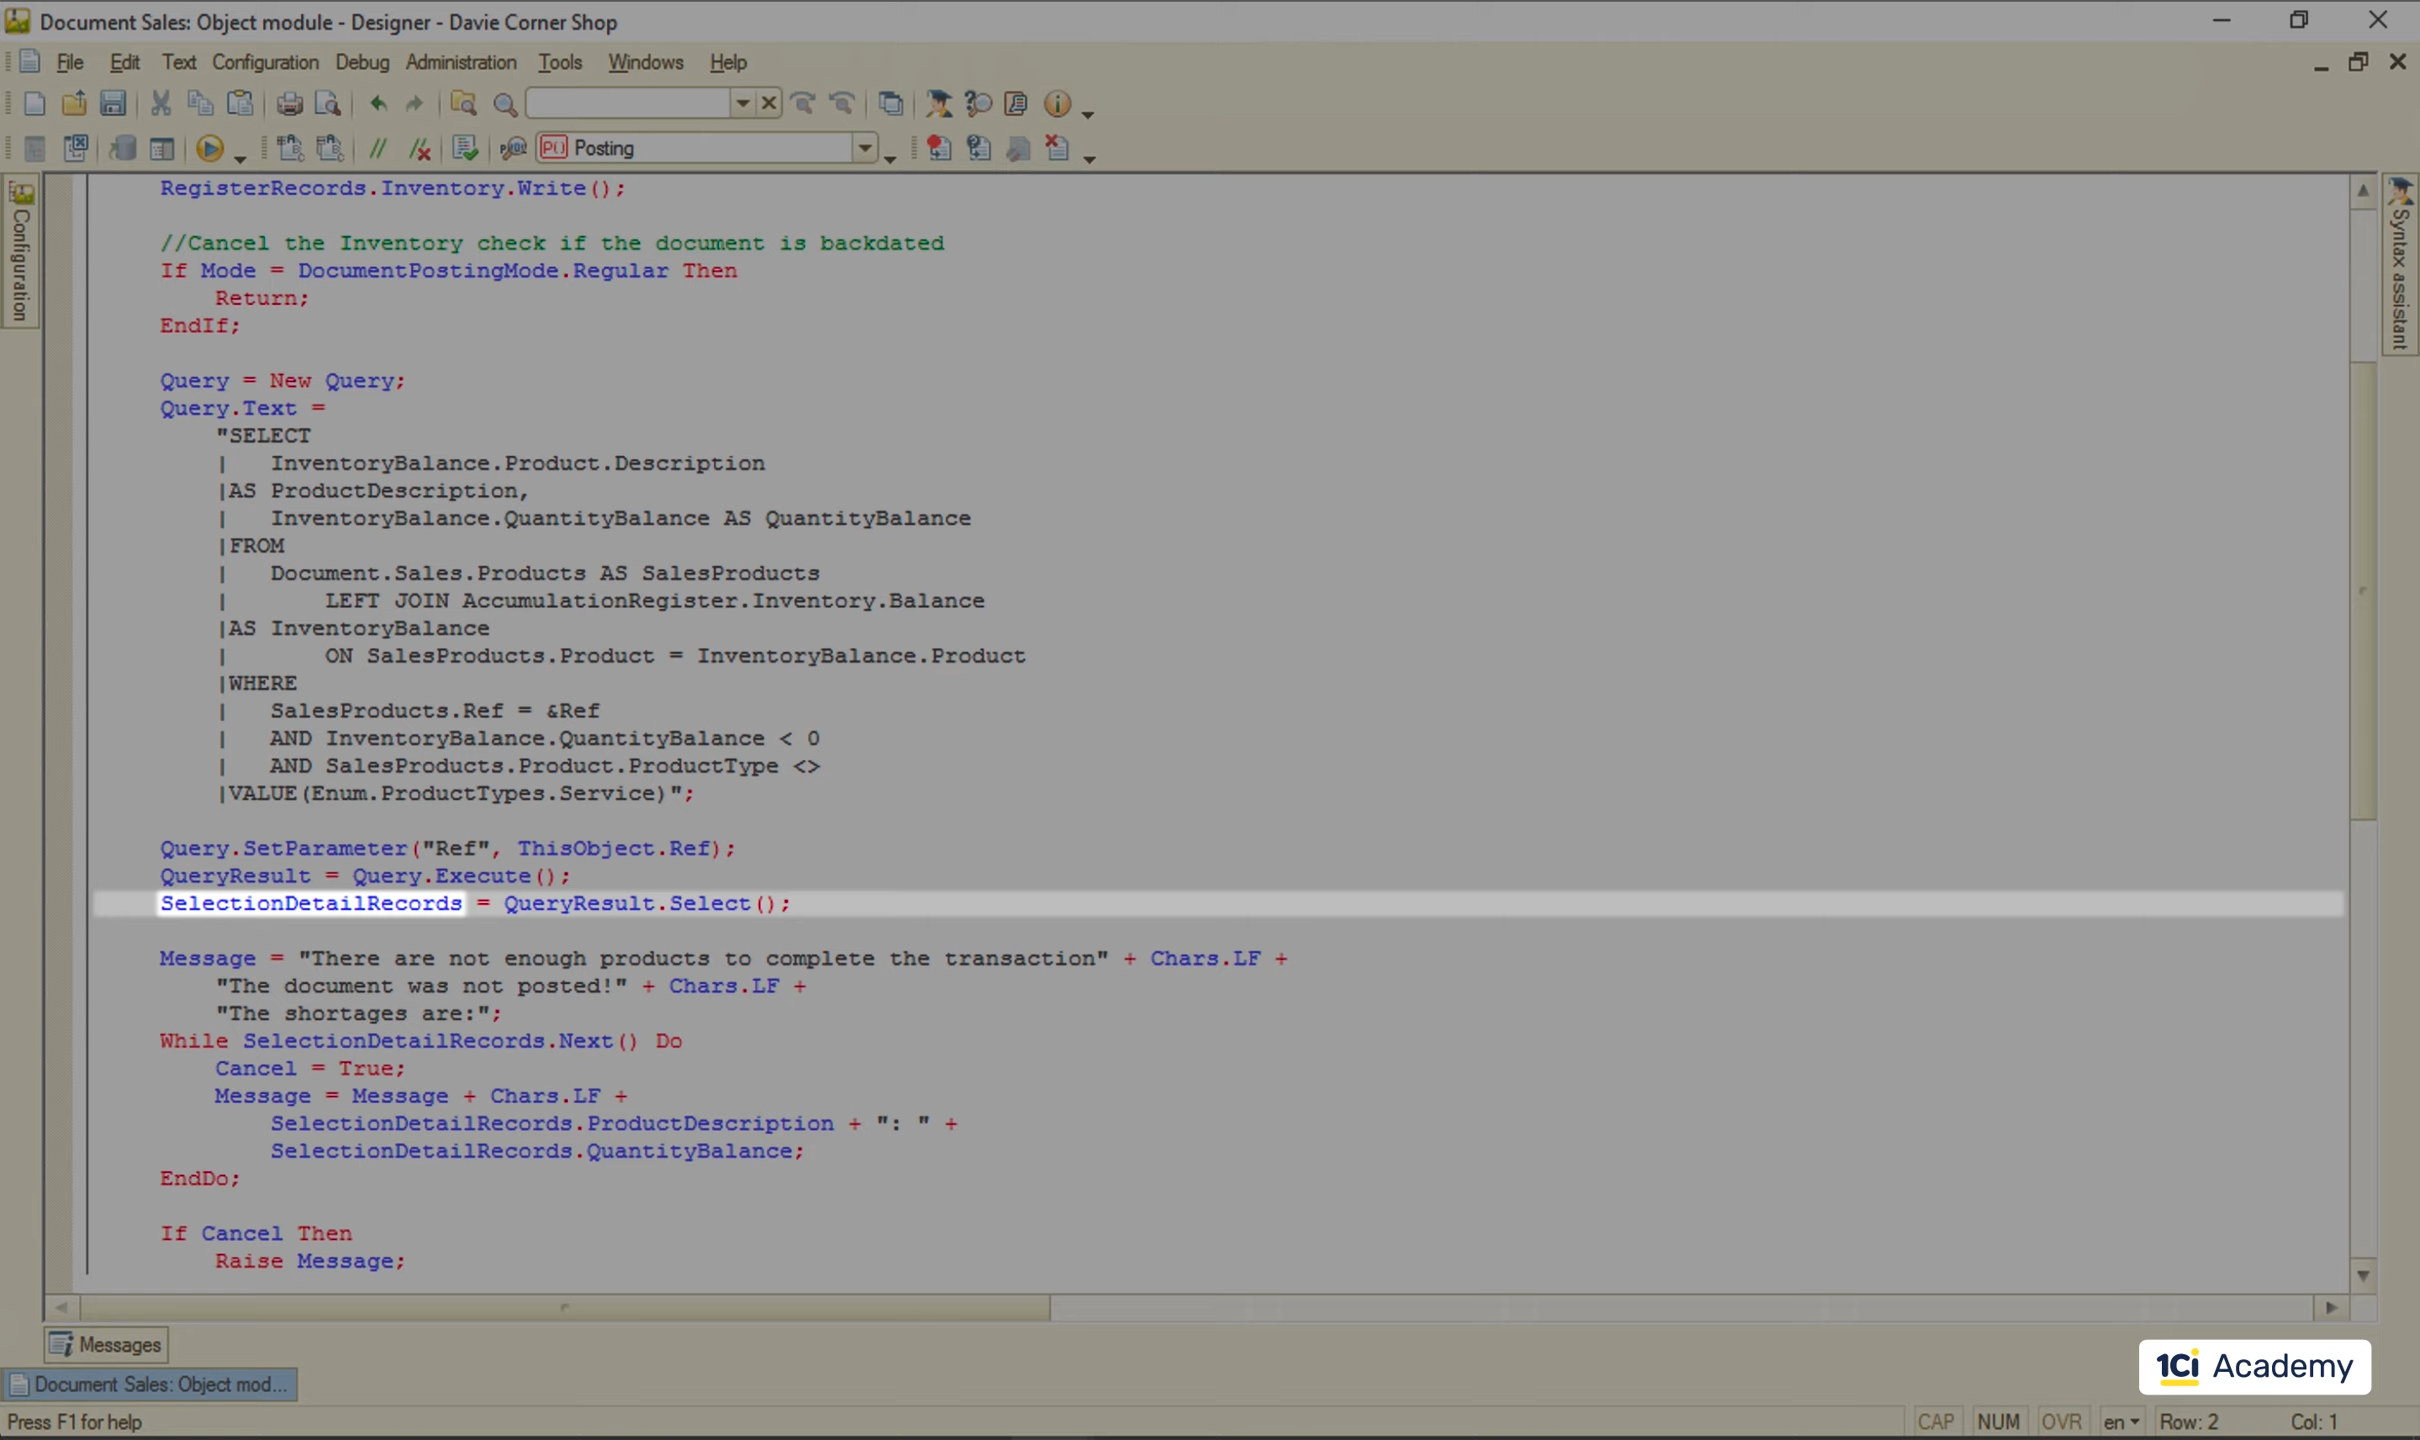 Document Sales: Object module - Designer - Davie Corner Shop
File Edit Text Configuration Debug Administration Tools Windows Help
P() Posting
Configuration
Syntax assistant
RegisterRecords.Inventory.Write();
//Cancel the Inventory check if the document is backdated
If Mode = DocumentPostingMode.Regular Then
Return;
EndIf;
Query = New Query;
Query.Text =
"SELECT
| InventoryBalance.Product.Description
|AS ProductDescription,
| InventoryBalance.QuantityBalance AS QuantityBalance
|FROM
| Document.Sales.Products AS SalesProducts
| LEFT JOIN AccumulationRegister.Inventory.Balance
|AS InventoryBalance
| ON SalesProducts.Product = InventoryBalance.Product
|WHERE
| SalesProducts.Ref = &Ref
| AND InventoryBalance.QuantityBalance < 0
| AND SalesProducts.Product.ProductType <>
|VALUE(Enum.ProductTypes.Service)";
Query.SetParameter("Ref", ThisObject.Ref);
QueryResult = Query.Execute();
SelectionDetailRecords = QueryResult.Select();
Message = "There are not enough products to complete the transaction" + Chars.LF +
"The document was not posted!" + Chars.LF +
"The shortages are:";
While SelectionDetailRecords.Next() Do
Cancel = True;
Message = Message + Chars.LF +
SelectionDetailRecords.ProductDescription + ": " +
SelectionDetailRecords.QuantityBalance;
EndDo;
If Cancel Then
Raise Message;
Messages
1Ci Academy
Document Sales: Object mod...
Press F1 for help CAP NUM OVR en Row: 2 Col: 1